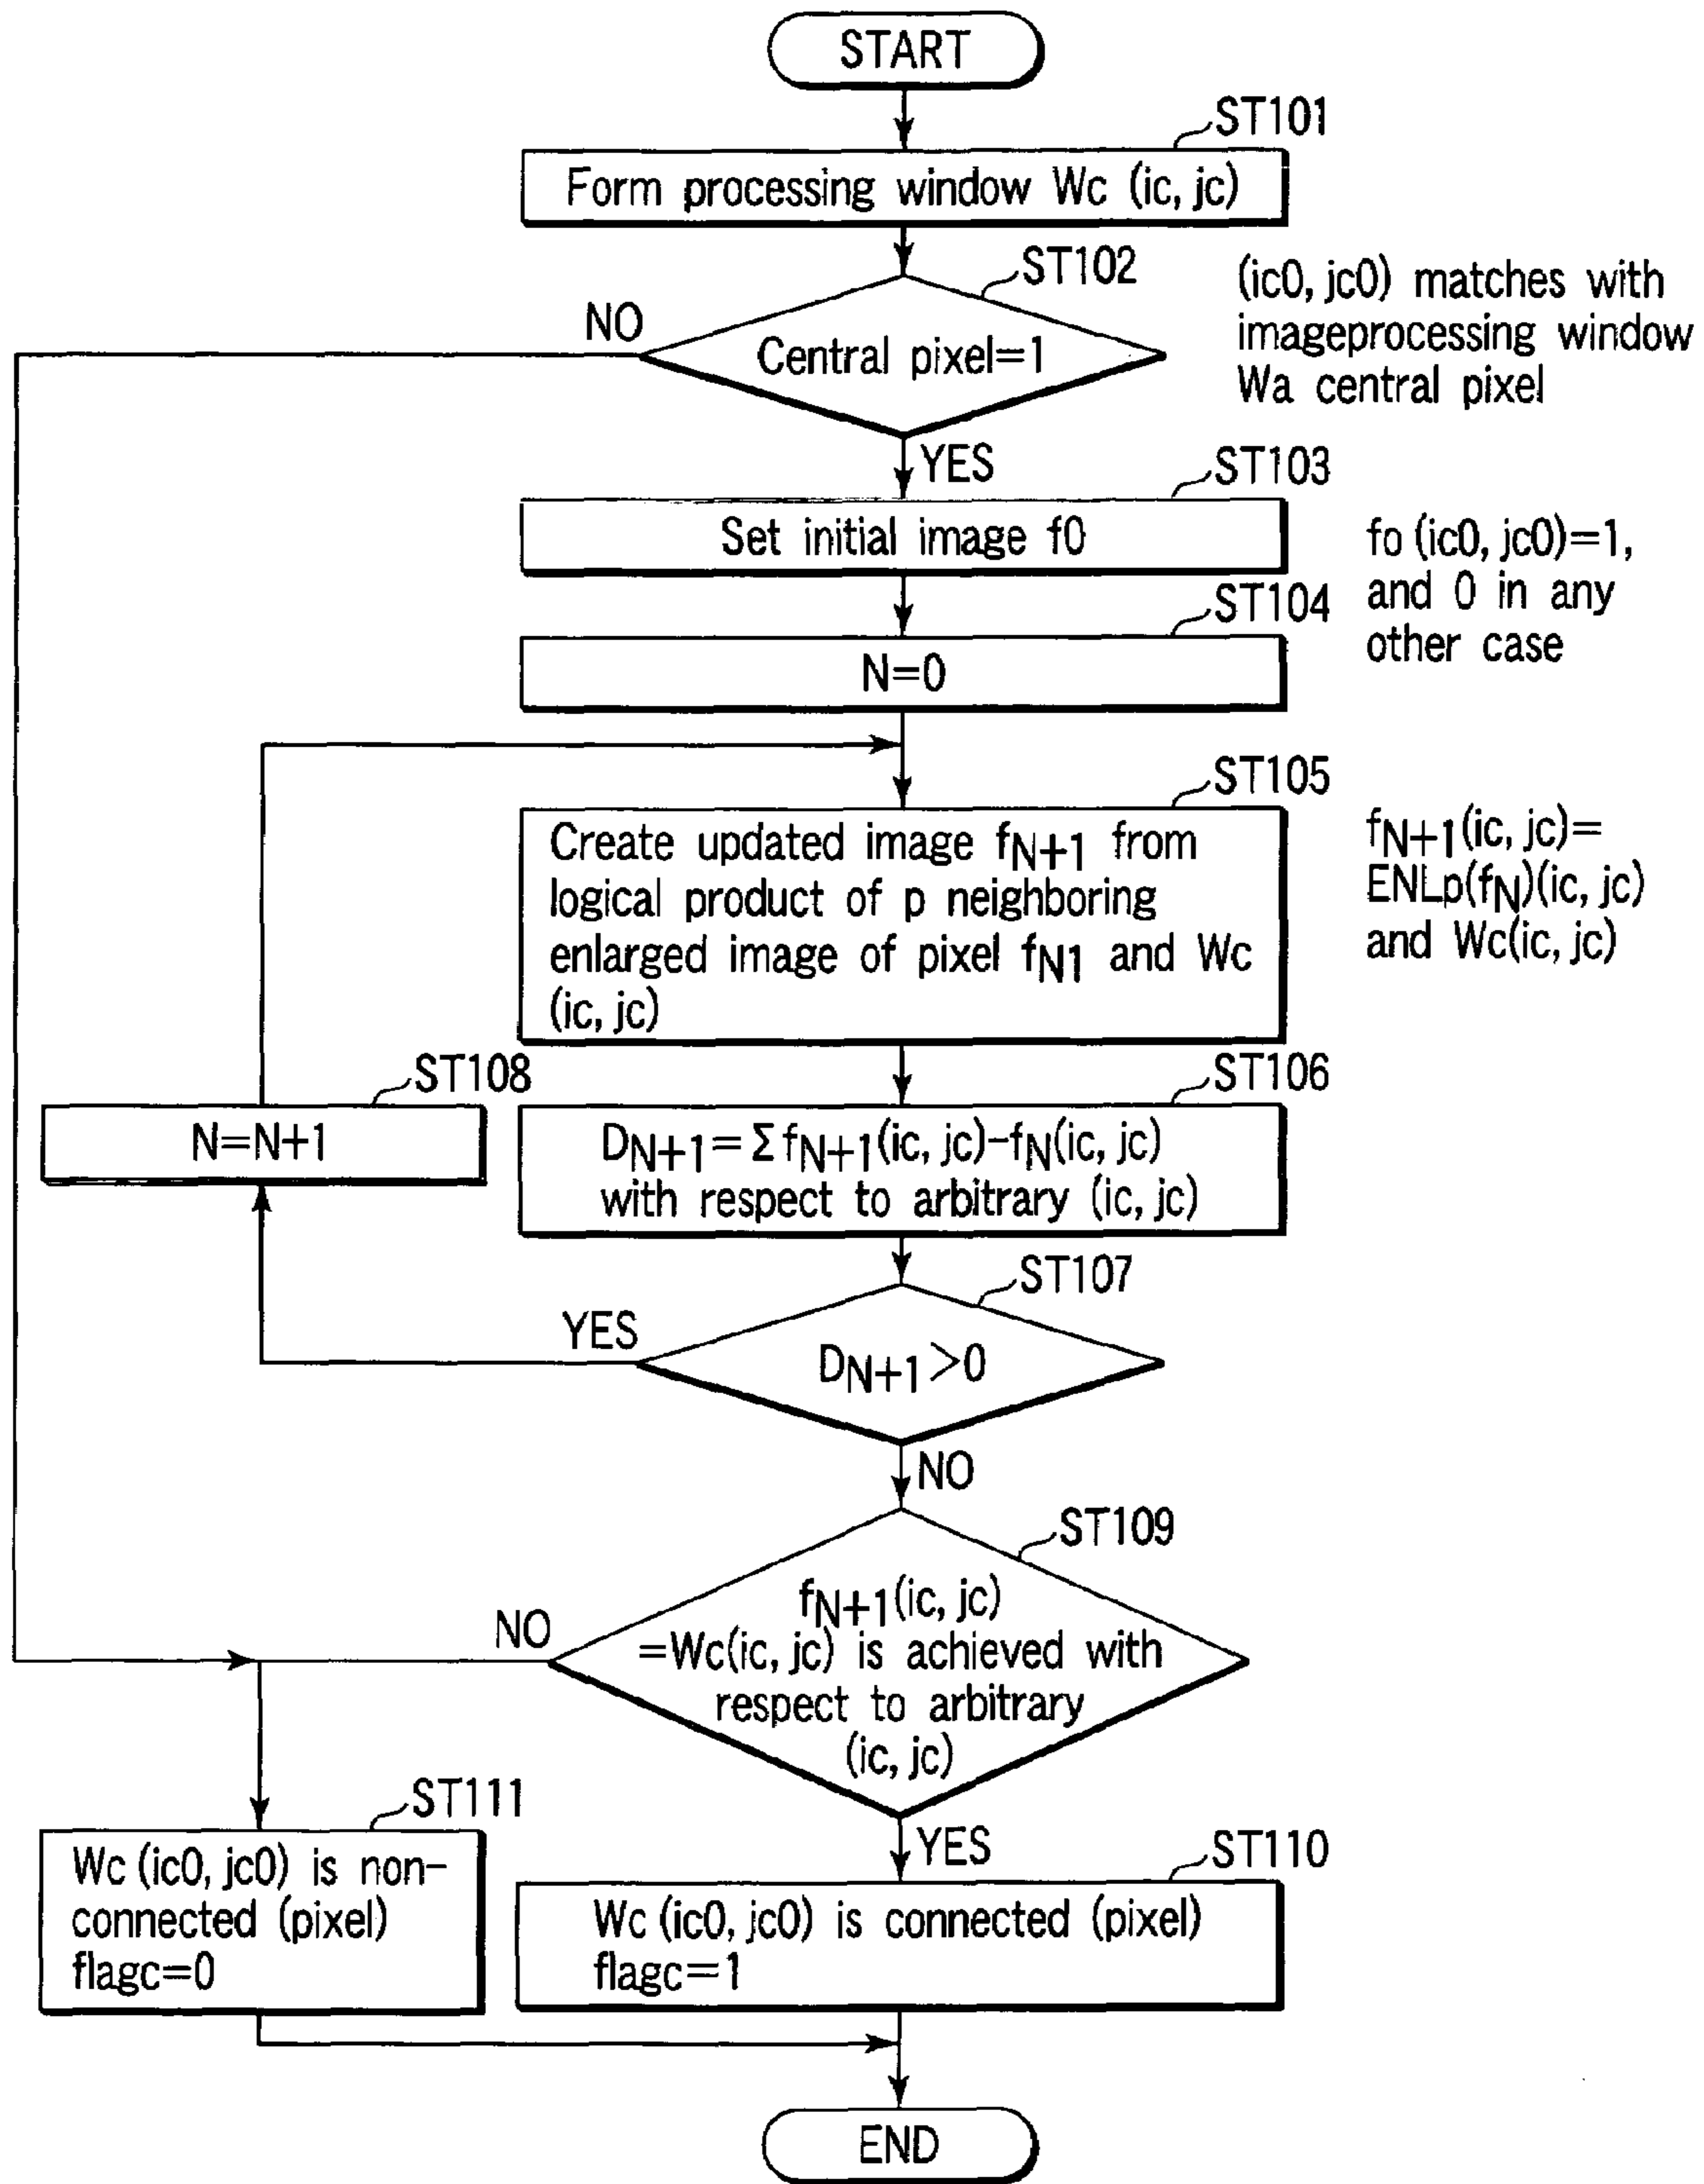 START
ST101
Form processing window Wc (ic, jc)
ST102
(ic0, jc0) matches with
imageprocessing window
Wa central pixel
NO
Central pixel=1
YES
ST103
Set initial image f0
fo (ic0, jc0)=1,
and 0 in any
other case
ST104
N=0
ST105
Create updated image fN+1 from
logical product of p neighboring
enlarged image of pixel fN1 and Wc
(ic, jc)
fN+1(ic, jc)=
ENLp(fN)(ic, jc)
and Wc(ic, jc)
ST108
N=N+1
ST106
DN+1=Σ fN+1(ic, jc)-fN(ic, jc)
with respect to arbitrary (ic, jc)
ST107
YES
DN+1>0
NO
ST109
NO
fN+1(ic, jc)
=Wc(ic, jc) is achieved with
respect to arbitrary
(ic, jc)
YES
ST111
Wc (ic0, jc0) is non-
connected (pixel)
flagc=0
ST110
Wc (ic0, jc0) is connected (pixel)
flagc=1
END